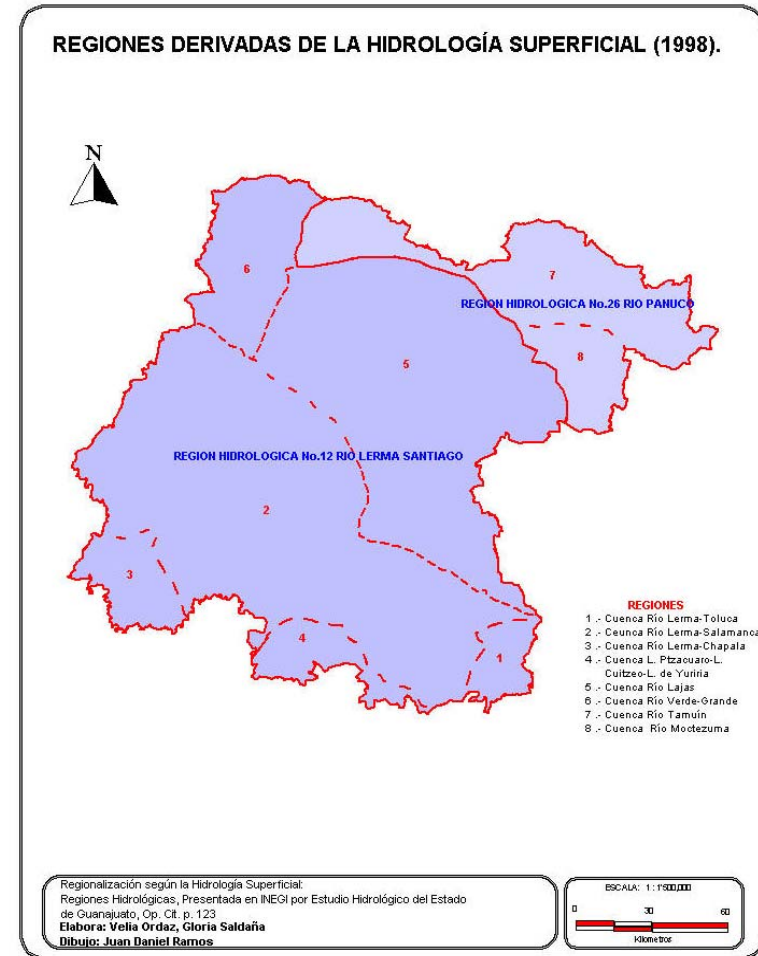 REGIONES DERIVADAS DE LA HIDROLOGÍA SUPERFICIAL (1998).
N
6
7
REGION HIDROLOGICA No.26 RIO PANUCO
8
5
REGION HIDROLOGICA No.12 RIO LERMA SANTIAGO
2
3
4
1
REGIONES
1 .- Cuenca Río Lerma-Toluca
2 .- Ceunca Río Lerma-Salamanca
3 .- Cuenca Río Lerma-Chapala
4 .- Cuenca L. Ptzacuaro-L.
Cuitzeo-L. de Yuriria
5 .- Cuenca Río Lajas
6 .- Cuenca Río Verde-Grande
7 .- Cuenca Río Tamuín
8 .- Cuenca Río Moctezuma
Regionalización según la Hidrología Superficial:
Regiones Hidrológicas, Presentada en INEGI por Estudio Hidrológico del Estado
de Guanajuato, Op. Cit. p. 123
Elabora: Velia Ordaz, Gloria Saldaña
Dibujo: Juan Daniel Ramos
ESCALA: 1 : 1'500,000
0 30 60
Kilometros